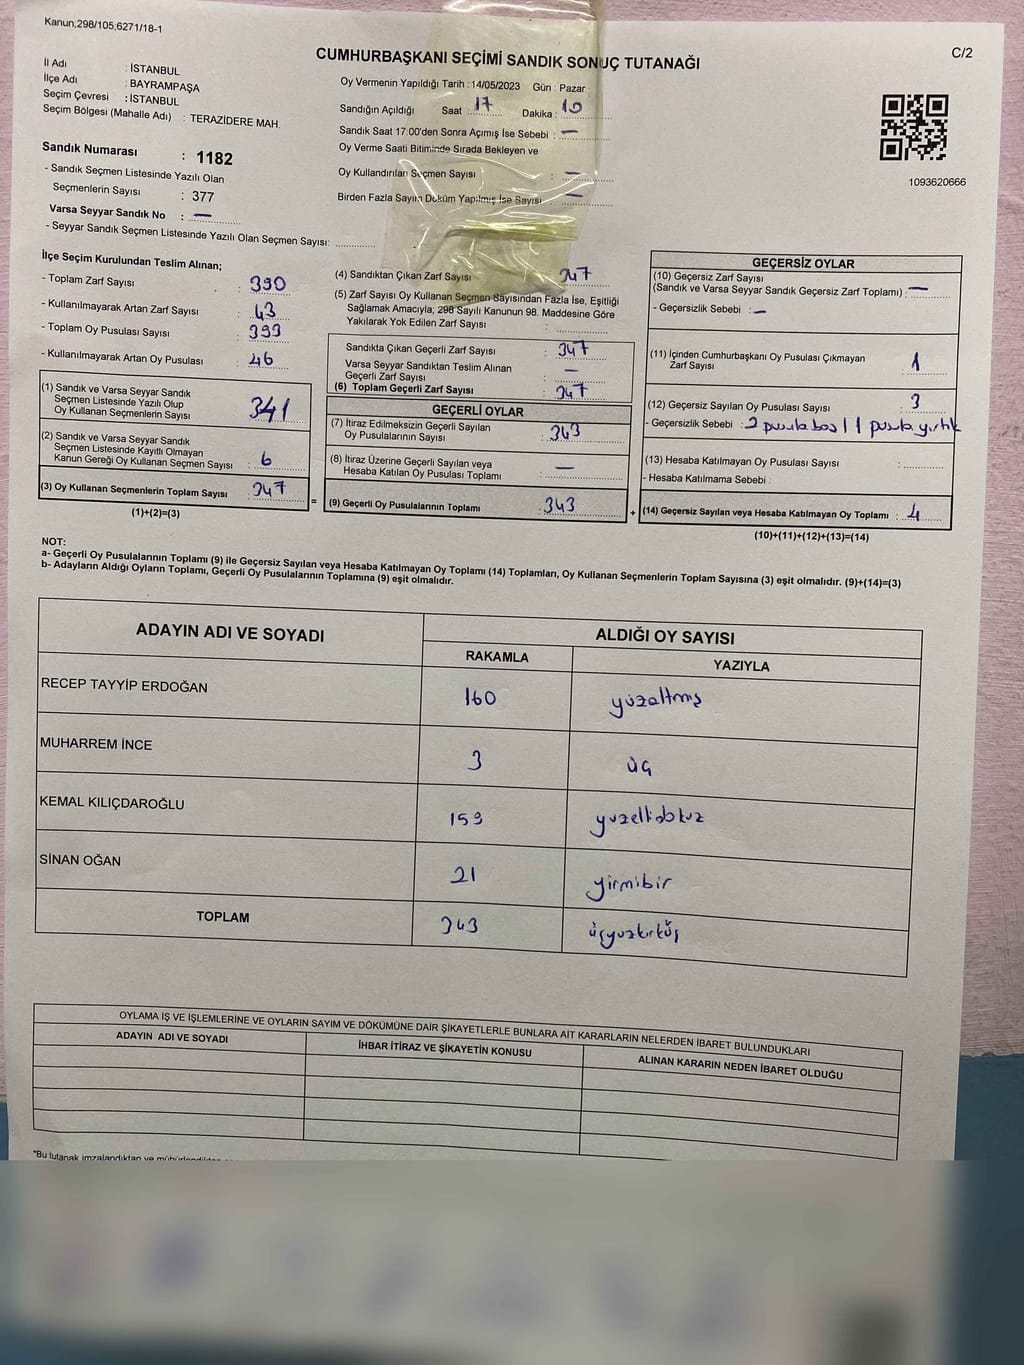 Kanun;298/105;6271/18-1
C/2
CUMHURBAŞKANI SEÇİMİ SANDIK SONUÇ TUTANAĞI
İl Adı : İSTANBUL
İlçe Adı : BAYRAMPAŞA
Seçim Çevresi : İSTANBUL
Seçim Bölgesi (Mahalle Adı) : TERAZİDERE MAH.
Sandık Numarası : 1182
- Sandık Seçmen Listesinde Yazılı Olan
Seçmenlerin Sayısı : 377
Varsa Seyyar Sandık No : —
- Seyyar Sandık Seçmen Listesinde Yazılı Olan Seçmen Sayısı:
Oy Vermenin Yapıldığı Tarih : 14/05/2023 Gün : Pazar
Sandığın Açıldığı Saat : 17 Dakika : 10
Sandık Saat 17:00'den Sonra Açımış İse Sebebi : —
Oy Verme Saati Bitiminde Sırada Bekleyen ve
Oy Kullandırılan Seçmen Sayısı : —
Birden Fazla Sayım Döküm Yapılmış İse Sayısı : —
1093620666
İlçe Seçim Kurulundan Teslim Alınan;
- Toplam Zarf Sayısı : 390
- Kullanılmayarak Artan Zarf Sayısı : 43
- Toplam Oy Pusulası Sayısı : 393
- Kullanılmayarak Artan Oy Pusulası : 46
(1) Sandık ve Varsa Seyyar Sandık
Seçmen Listesinde Yazılı Olup
Oy Kullanan Seçmenlerin Sayısı : 341
(2) Sandık ve Varsa Seyyar Sandık
Seçmen Listesinde Kayıtlı Olmayan
Kanun Gereği Oy Kullanan Seçmen Sayısı : 6
(3) Oy Kullanan Seçmenlerin Toplam Sayısı : 347
(1)+(2)=(3)
(4) Sandıktan Çıkan Zarf Sayısı : 347
(5) Zarf Sayısı Oy Kullanan Seçmen Sayısından Fazla İse, Eşitliği
Sağlamak Amacıyla; 298 Sayılı Kanunun 98. Maddesine Göre
Yakılarak Yok Edilen Zarf Sayısı :
Sandıkta Çıkan Geçerli Zarf Sayısı : 347
Varsa Seyyar Sandıktan Teslim Alınan
Geçerli Zarf Sayısı : —
(6) Toplam Geçerli Zarf Sayısı : 347
GEÇERLİ OYLAR
(7) İtiraz Edilmeksizin Geçerli Sayılan
Oy Pusulalarının Sayısı : 343
(8) İtiraz Üzerine Geçerli Sayılan veya
Hesaba Katılan Oy Pusulası Toplamı : —
= (9) Geçerli Oy Pusulalarının Toplamı : 343
GEÇERSİZ OYLAR
(10) Geçersiz Zarf Sayısı
(Sandık ve Varsa Seyyar Sandık Geçersiz Zarf Toplamı) : —
- Geçersizlik Sebebi : —
(11) İçinden Cumhurbaşkanı Oy Pusulası Çıkmayan
Zarf Sayısı : 1
(12) Geçersiz Sayılan Oy Pusulası Sayısı : 3
- Geçersizlik Sebebi : 2 pusula boş / 1 pusula yırtık
(13) Hesaba Katılmayan Oy Pusulası Sayısı :
- Hesaba Katılmama Sebebi :
+ (14) Geçersiz Sayılan veya Hesaba Katılmayan Oy Toplamı : 4
(10)+(11)+(12)+(13)=(14)
NOT:
a- Geçerli Oy Pusulalarının Toplamı (9) ile Geçersiz Sayılan veya Hesaba Katılmayan Oy Toplamı (14) Toplamları, Oy Kullanan Seçmenlerin Toplam Sayısına (3) eşit olmalıdır. (9)+(14)=(3)
b- Adayların Aldığı Oyların Toplamı, Geçerli Oy Pusulalarının Toplamına (9) eşit olmalıdır.
ADAYIN ADI VE SOYADI ALDIĞI OY SAYISI
RAKAMLA YAZIYLA
RECEP TAYYİP ERDOĞAN 160 yüzaltmış
MUHARREM İNCE 3 üç
KEMAL KILIÇDAROĞLU 159 yuzellidokuz
SİNAN OĞAN 21 yirmibir
TOPLAM 343 üçyuzkırküç
OYLAMA İŞ VE İŞLEMLERİNE VE OYLARIN SAYIM VE DÖKÜMÜNE DAİR ŞİKAYETLERLE BUNLARA AİT KARARLARIN NELERDEN İBARET BULUNDUKLARI
ADAYIN ADI VE SOYADI İHBAR İTİRAZ VE ŞİKAYETİN KONUSU ALINAN KARARIN NEDEN İBARET OLDUĞU
*Bu tutanak imzalandıktan ve